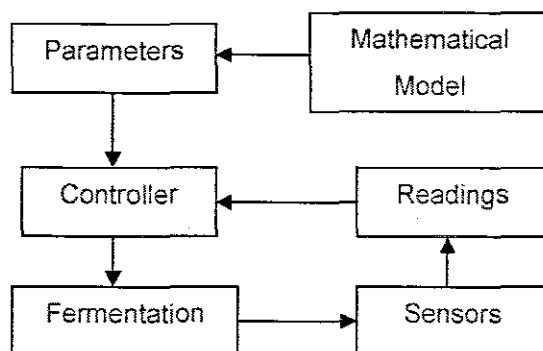 Parameters
Mathematical
Model
Controller
Readings
Fermentation
Sensors